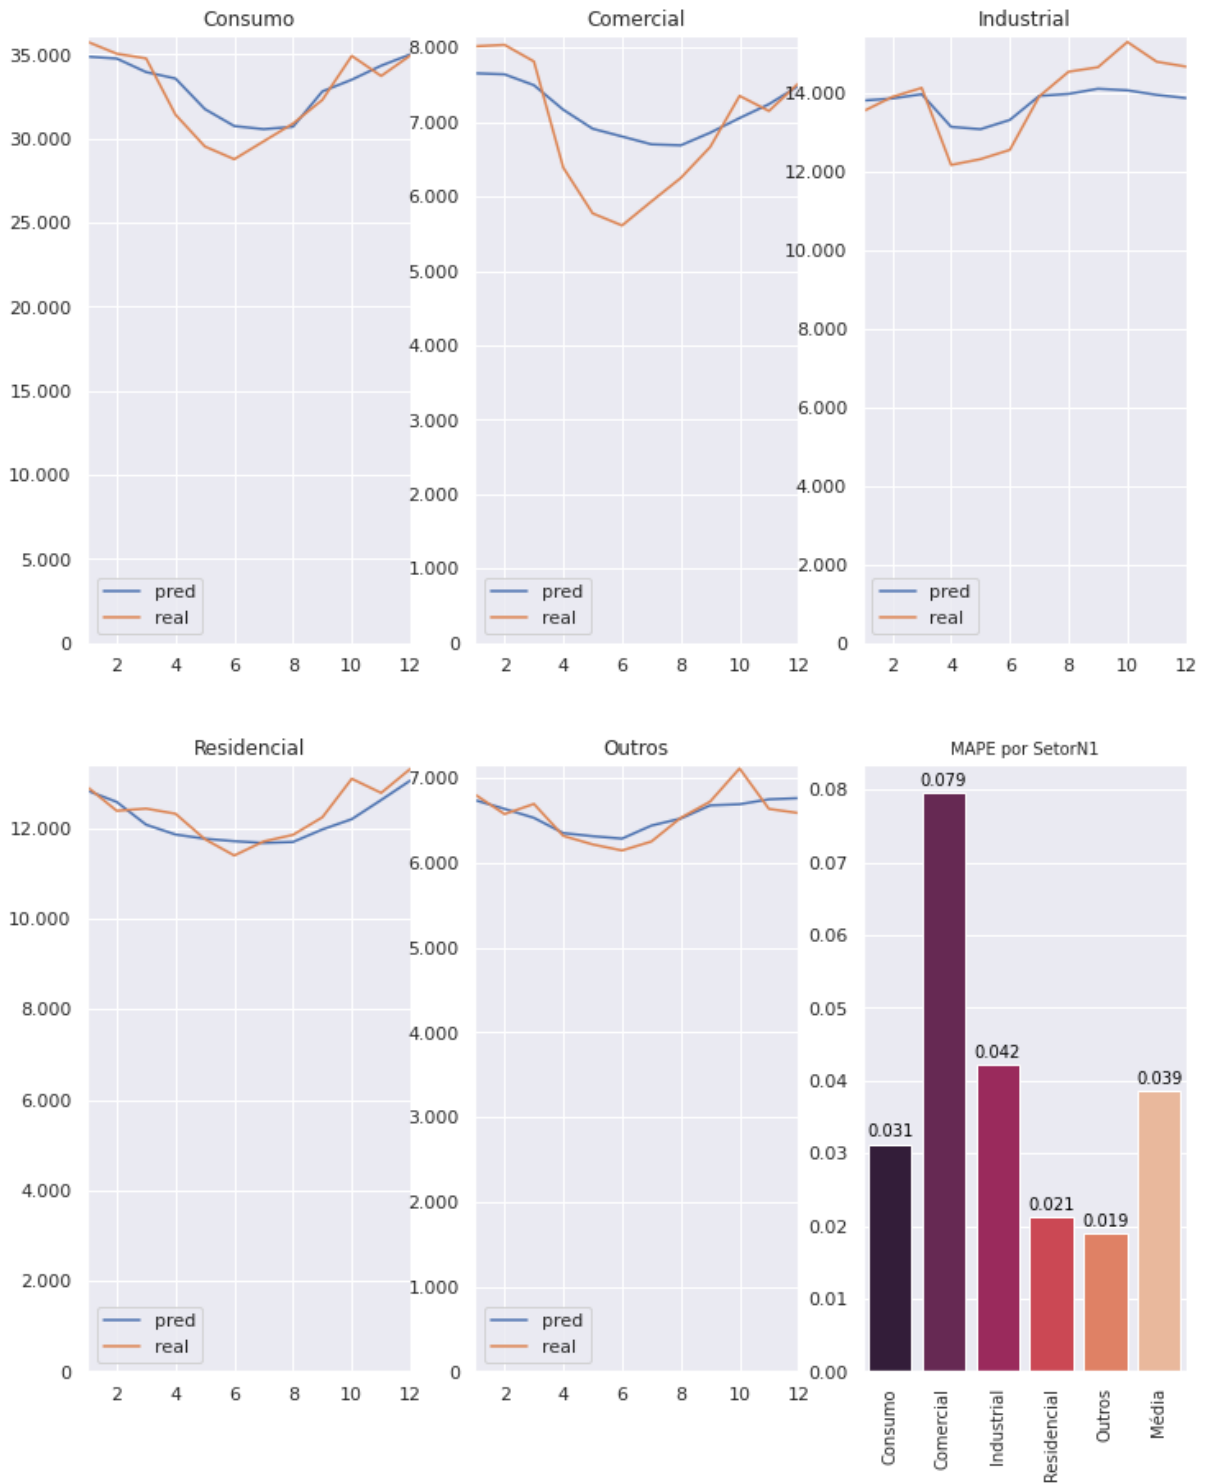 Consumo
35.000
30.000
25.000
20.000
15.000
10.000
5.000
0
pred
real
2 4 6 8 10 12
Comercial
8.000
7.000
6.000
5.000
4.000
3.000
2.000
1.000
0
pred
real
2 4 6 8 10 12
Industrial
14.000
12.000
10.000
8.000
6.000
4.000
2.000
0
pred
real
2 4 6 8 10 12
Residencial
12.000
10.000
8.000
6.000
4.000
2.000
0
pred
real
2 4 6 8 10 12
Outros
7.000
6.000
5.000
4.000
3.000
2.000
1.000
0
pred
real
2 4 6 8 10 12
MAPE por SetorN1
0.08
0.07
0.06
0.05
0.04
0.03
0.02
0.01
0.00
0.031
0.079
0.042
0.021
0.019
0.039
Consumo
Comercial
Industrial
Residencial
Outros
Média